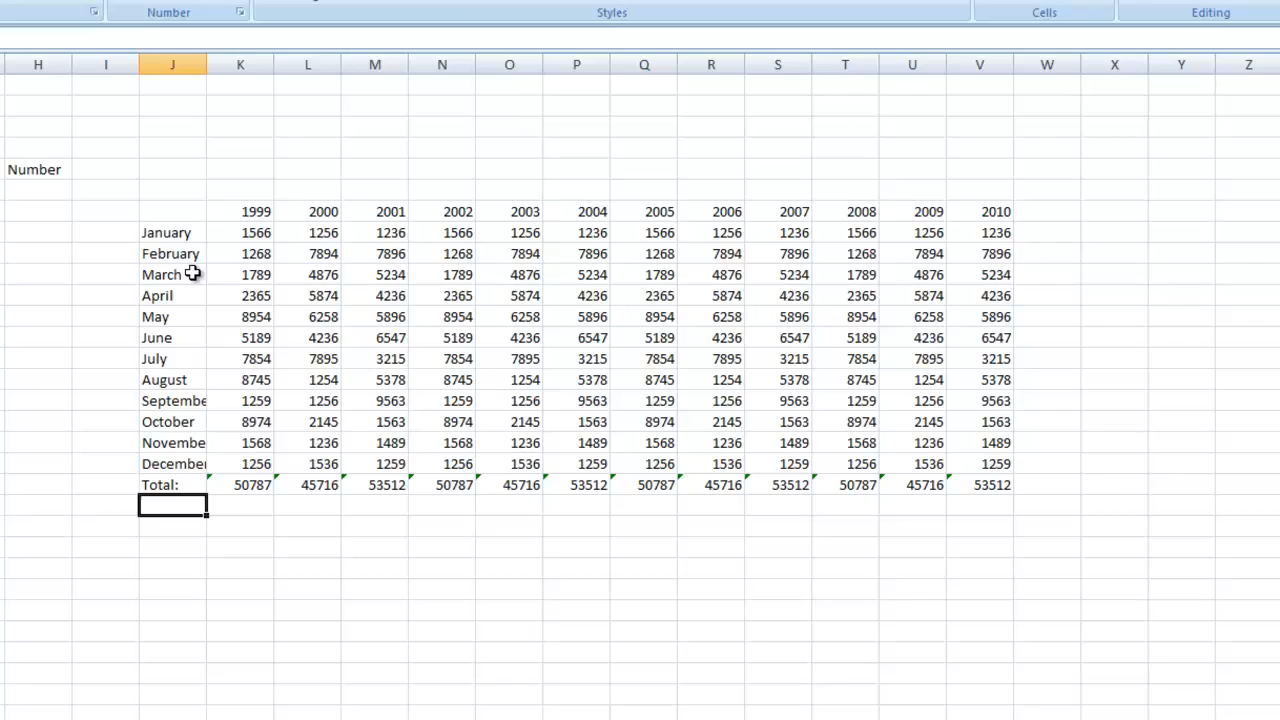 Number Styles Cells Editing
H I J K L M N O P Q R S T U V W X Y Z
Number
1999 2000 2001 2002 2003 2004 2005 2006 2007 2008 2009 2010
January 1566 1256 1236 1566 1256 1236 1566 1256 1236 1566 1256 1236
February 1268 7894 7896 1268 7894 7896 1268 7894 7896 1268 7894 7896
March 1789 4876 5234 1789 4876 5234 1789 4876 5234 1789 4876 5234
April 2365 5874 4236 2365 5874 4236 2365 5874 4236 2365 5874 4236
May 8954 6258 5896 8954 6258 5896 8954 6258 5896 8954 6258 5896
June 5189 4236 6547 5189 4236 6547 5189 4236 6547 5189 4236 6547
July 7854 7895 3215 7854 7895 3215 7854 7895 3215 7854 7895 3215
August 8745 1254 5378 8745 1254 5378 8745 1254 5378 8745 1254 5378
Septembe 1259 1256 9563 1259 1256 9563 1259 1256 9563 1259 1256 9563
October 8974 2145 1563 8974 2145 1563 8974 2145 1563 8974 2145 1563
Novembe 1568 1236 1489 1568 1236 1489 1568 1236 1489 1568 1236 1489
December 1256 1536 1259 1256 1536 1259 1256 1536 1259 1256 1536 1259
Total: 50787 45716 53512 50787 45716 53512 50787 45716 53512 50787 45716 53512